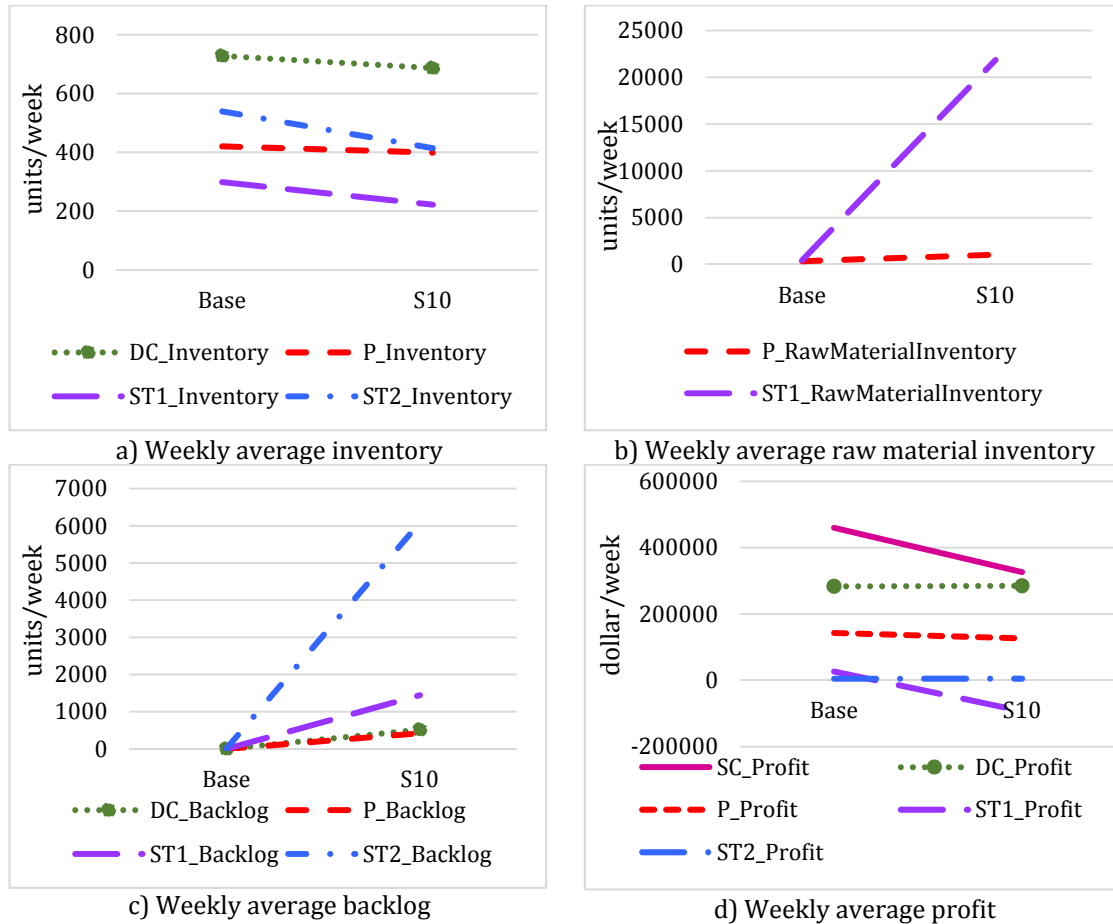 800
600
400
200
0
units/week
Base S10
DC_Inventory P_Inventory
ST1_Inventory ST2_Inventory
a) Weekly average inventory
25000
20000
15000
10000
5000
0
units/week
Base S10
P_RawMaterialInventory
ST1_RawMaterialInventory
b) Weekly average raw material inventory
7000
6000
5000
4000
3000
2000
1000
0
units/week
Base S10
DC_Backlog P_Backlog
ST1_Backlog ST2_Backlog
c) Weekly average backlog
600000
400000
200000
0
-200000
dollar/week
Base S10
SC_Profit DC_Profit
P_Profit ST1_Profit
ST2_Profit
d) Weekly average profit